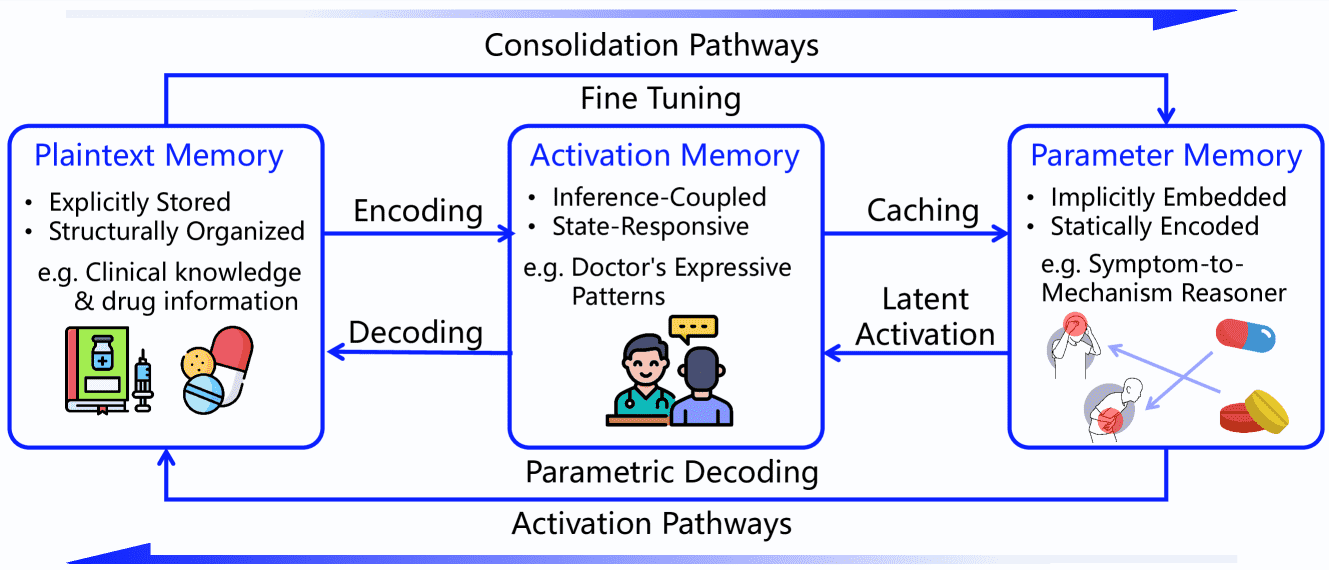 Consolidation Pathways
Fine Tuning
Plaintext Memory
• Explicitly Stored
• Structurally Organized
e.g. Clinical knowledge
& drug information
Encoding
Decoding
Activation Memory
• Inference-Coupled
• State-Responsive
e.g. Doctor's Expressive
Patterns
Caching
Latent
Activation
Parameter Memory
• Implicitly Embedded
• Statically Encoded
e.g. Symptom-to-
Mechanism Reasoner
Parametric Decoding
Activation Pathways